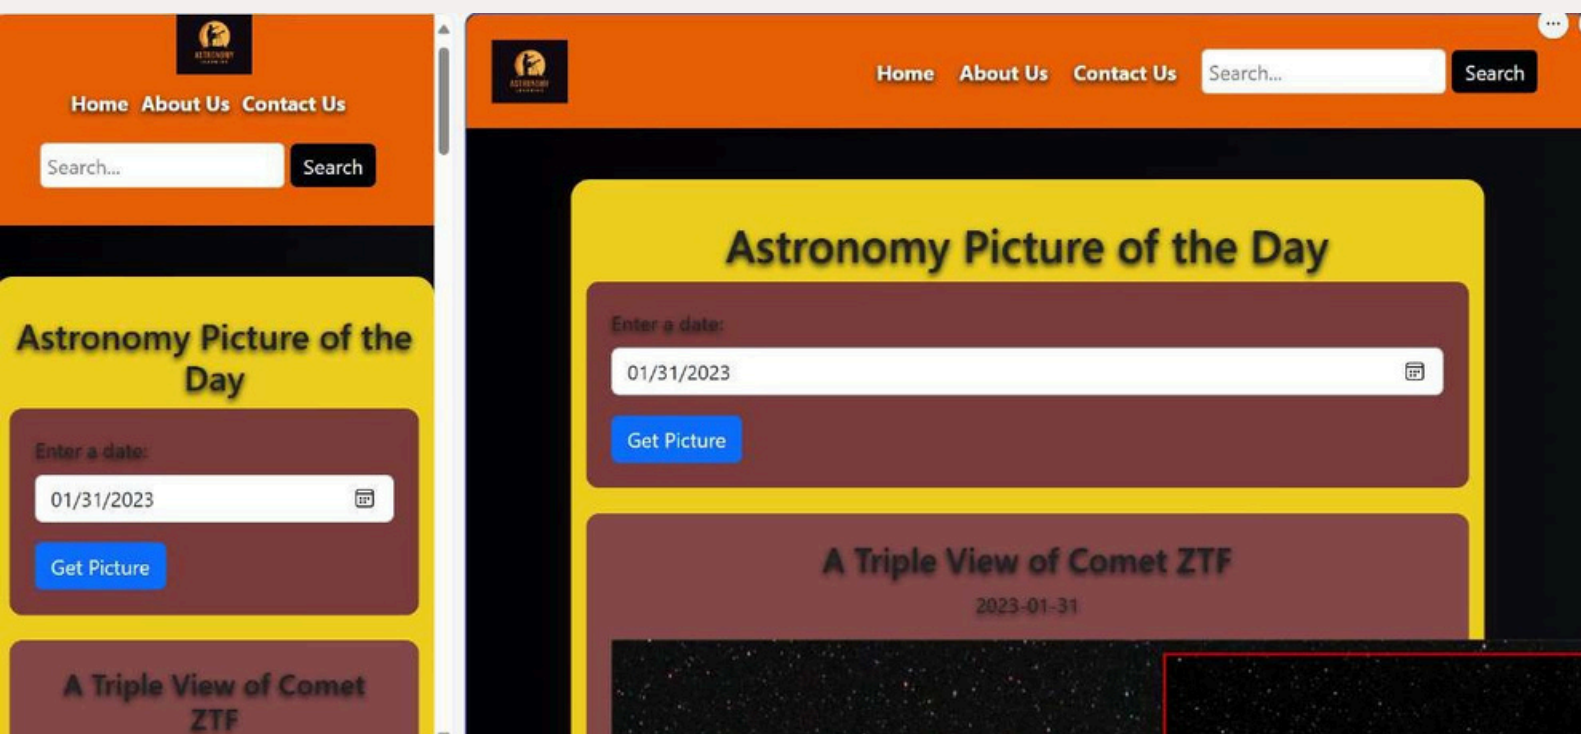 ASTRONOMY
Home About Us Contact Us
Search...
Search
Astronomy Picture of the
Day
Enter a date:
01/31/2023
Get Picture
A Triple View of Comet
ZTF
ASTRONOMY
Home About Us Contact Us
Search...
Search
Astronomy Picture of the Day
Enter a date:
01/31/2023
Get Picture
A Triple View of Comet ZTF
2023-01-31